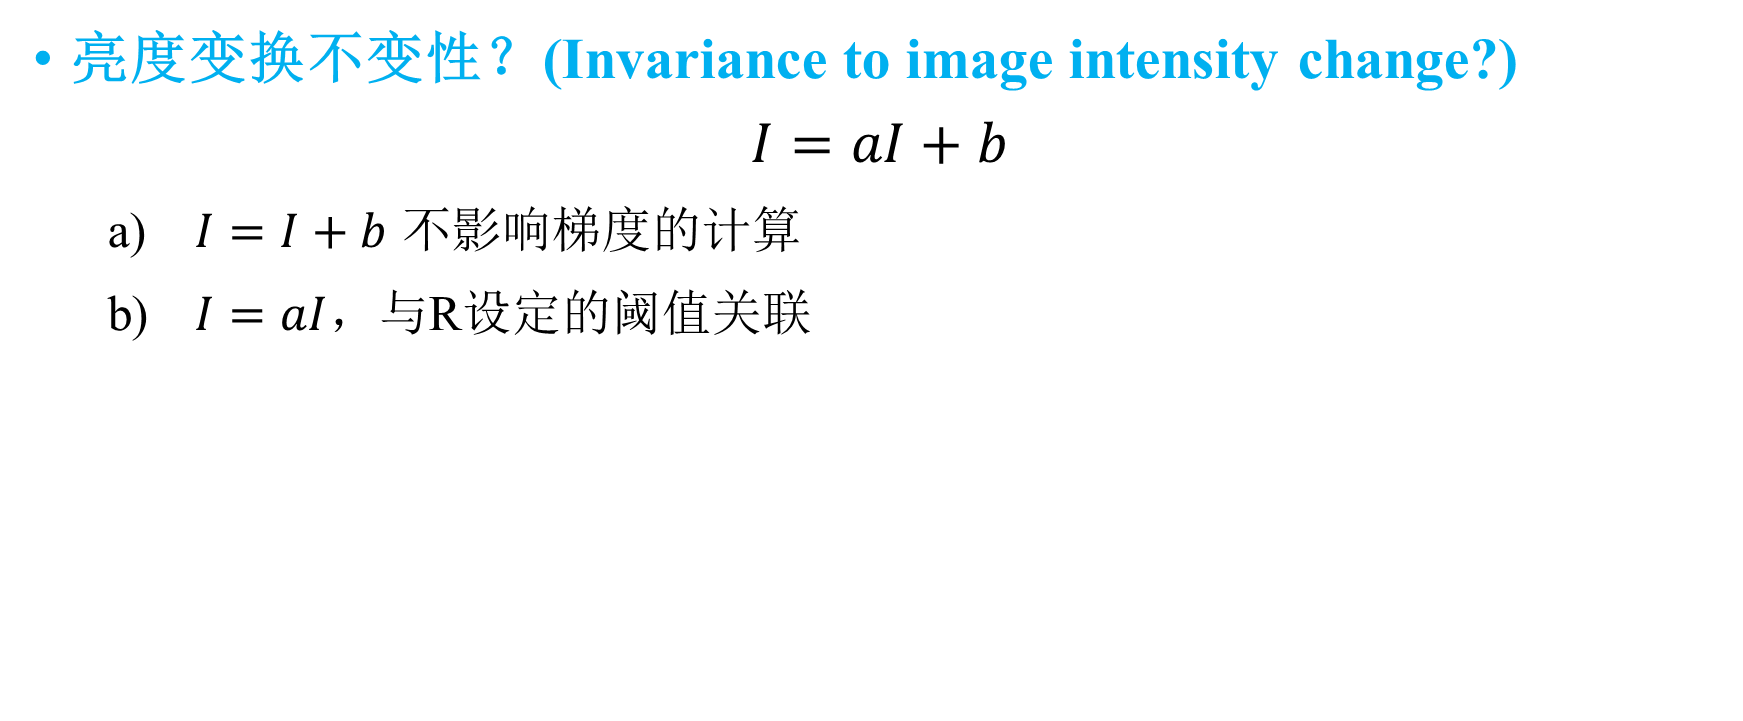 • 亮度变换不变性？(Invariance to image intensity change?)
I = aI + b
a) I = I + b 不影响梯度的计算
b) I = aI，与R设定的阈值关联